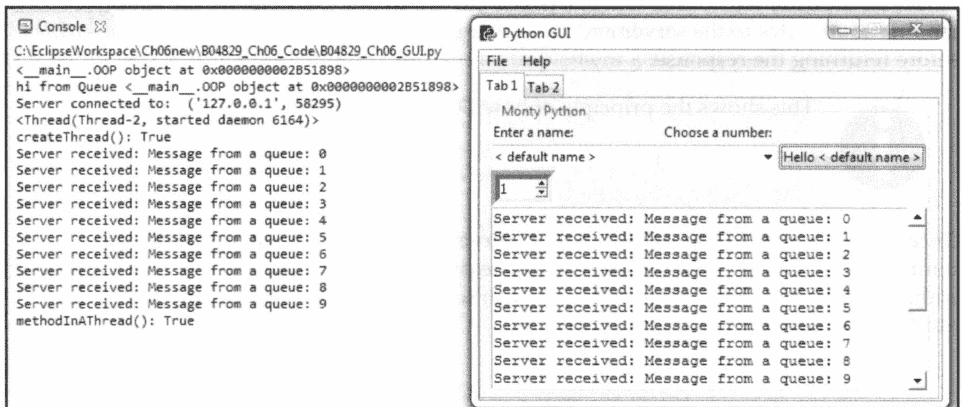 Console
C:\EclipseWorkspace\Ch06new\B04829_Ch06_Code\B04829_Ch06_GUI.py
<__main__.OOP object at 0x0000000002B51898>
hi from Queue <__main__.OOP object at 0x0000000002B51898>
Server connected to:  ('127.0.0.1', 58295)
<Thread(Thread-2, started daemon 6164)>
createThread(): True
Server received: Message from a queue: 0
Server received: Message from a queue: 1
Server received: Message from a queue: 2
Server received: Message from a queue: 3
Server received: Message from a queue: 4
Server received: Message from a queue: 5
Server received: Message from a queue: 6
Server received: Message from a queue: 7
Server received: Message from a queue: 8
Server received: Message from a queue: 9
methodInAThread(): True
Python GUI
File Help
Tab 1 Tab 2
Monty Python
Enter a name: Choose a number:
< default name > Hello < default name >
1
Server received: Message from a queue: 0
Server received: Message from a queue: 1
Server received: Message from a queue: 2
Server received: Message from a queue: 3
Server received: Message from a queue: 4
Server received: Message from a queue: 5
Server received: Message from a queue: 6
Server received: Message from a queue: 7
Server received: Message from a queue: 8
Server received: Message from a queue: 9